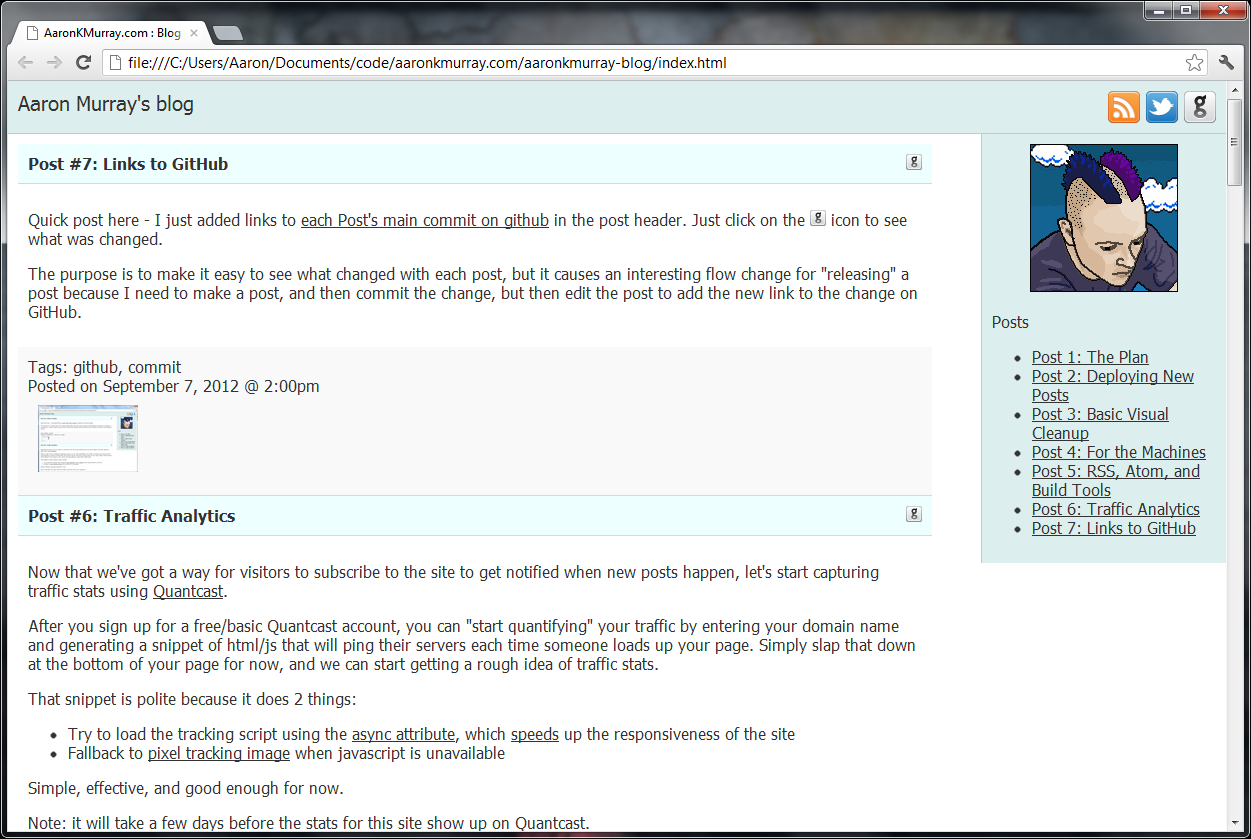 AaronKMurray.com : Blog
file:///C:/Users/Aaron/Documents/code/aaronkmurray.com/aaronkmurray-blog/index.html
Aaron Murray's blog
g
Post #7: Links to GitHub
g
Quick post here - I just added links to each Post's main commit on github in the post header. Just click on the g icon to see
what was changed.
The purpose is to make it easy to see what changed with each post, but it causes an interesting flow change for "releasing" a
post because I need to make a post, and then commit the change, but then edit the post to add the new link to the change on
GitHub.
Tags: github, commit
Posted on September 7, 2012 @ 2:00pm
Post #6: Traffic Analytics
g
Now that we've got a way for visitors to subscribe to the site to get notified when new posts happen, let's start capturing
traffic stats using Quantcast.
After you sign up for a free/basic Quantcast account, you can "start quantifying" your traffic by entering your domain name
and generating a snippet of html/js that will ping their servers each time someone loads up your page. Simply slap that down
at the bottom of your page for now, and we can start getting a rough idea of traffic stats.
That snippet is polite because it does 2 things:
Try to load the tracking script using the async attribute, which speeds up the responsiveness of the site
Fallback to pixel tracking image when javascript is unavailable
Simple, effective, and good enough for now.
Note: it will take a few days before the stats for this site show up on Quantcast.
Posts
Post 1: The Plan
Post 2: Deploying New
Posts
Post 3: Basic Visual
Cleanup
Post 4: For the Machines
Post 5: RSS, Atom, and
Build Tools
Post 6: Traffic Analytics
Post 7: Links to GitHub